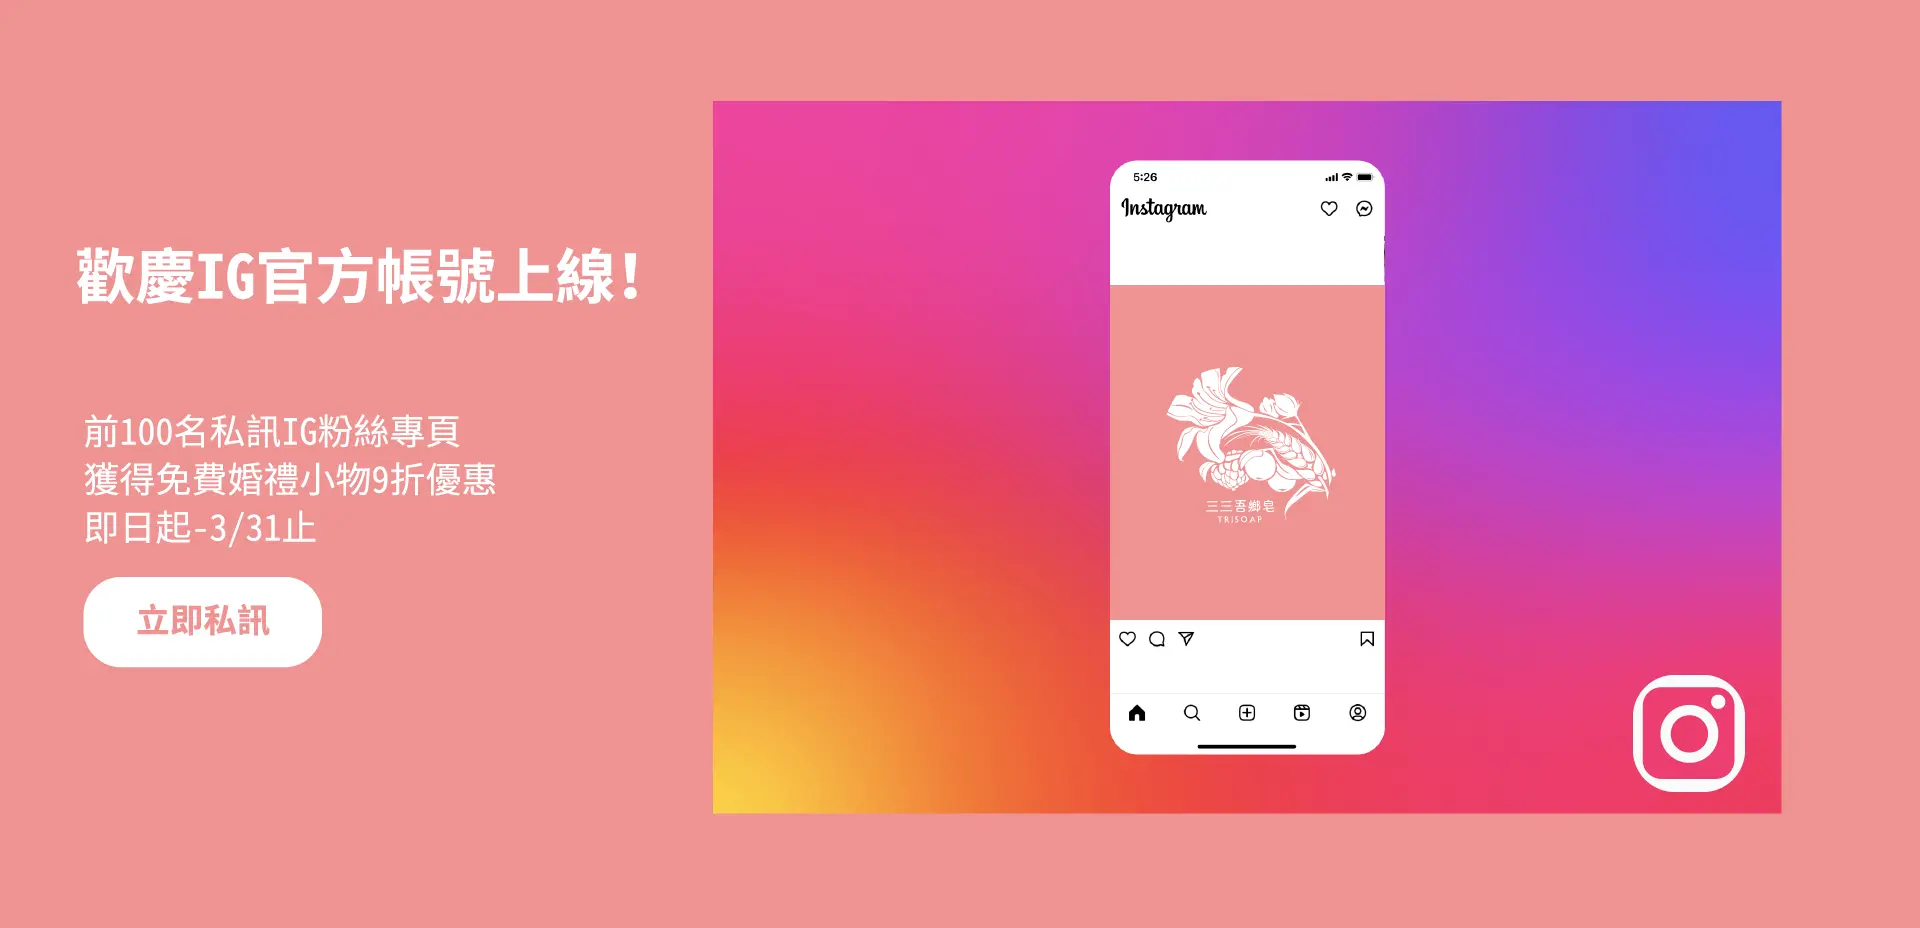 歡慶IG官方帳號上線!
前100名私訊IG粉絲專頁
獲得免費婚禮小物9折優惠
即日起-3/31止
立即私訊
5:26
Instagram
三三吾鄉皂
TRISOAP